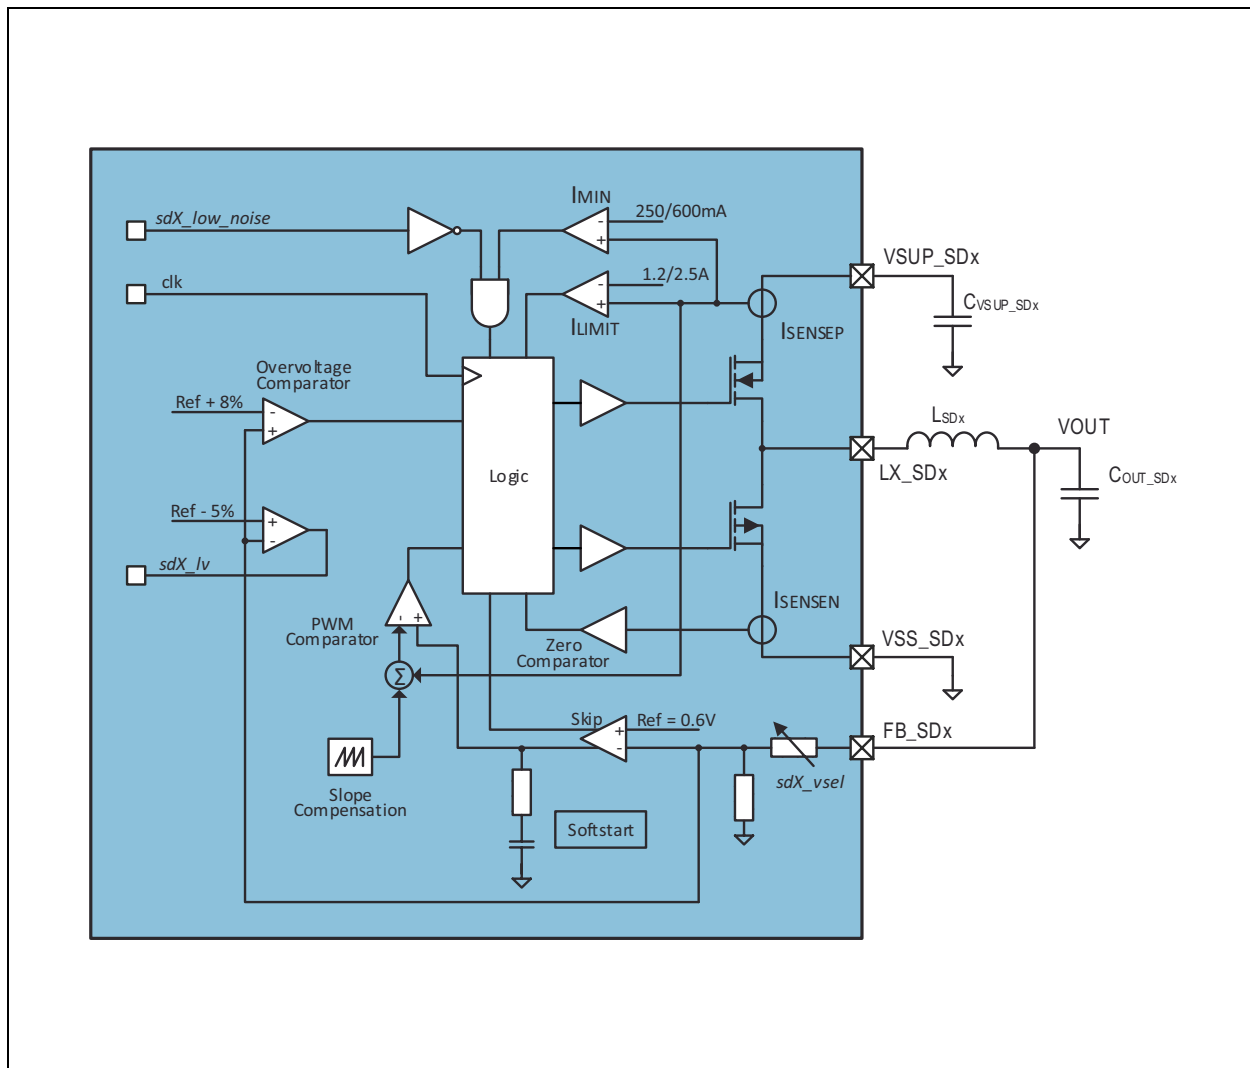 IMIN
sdX_low_noise
250/600mA
-
+
VSUP_SDx
clk
1.2/2.5A
-
+
CVSUP_SDx
ILIMIT
ISENSEP
Overvoltage
Comparator
Ref + 8%
-
+
LSDx
VOUT
LX_SDx
COUT_SDx
Logic
Ref - 5%
+
-
sdX_lv
ISENSEN
- +
PWM
Comparator
Zero
Comparator
VSS_SDx
Σ
Skip
Ref = 0.6V
+
-
FB_SDx
sdX_vsel
Slope
Compensation
Softstart